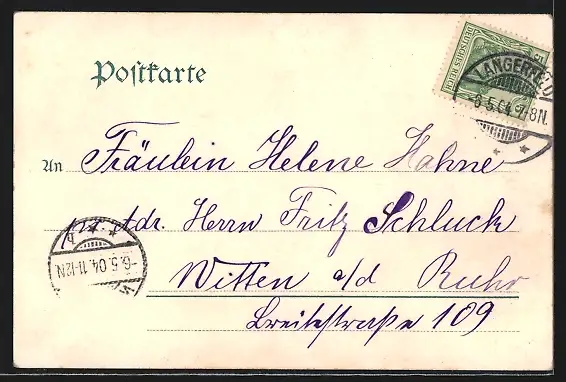 Postkarte
DEUTSCHES REICH
LANGERFELD
6.5.04. 7-8N.
An Fräulein Helene Hahne
pr. Adr. Herrn Fritz Schluck
6.5.04. 11-12N
Witten a/d Ruhr
Breitestraße 109